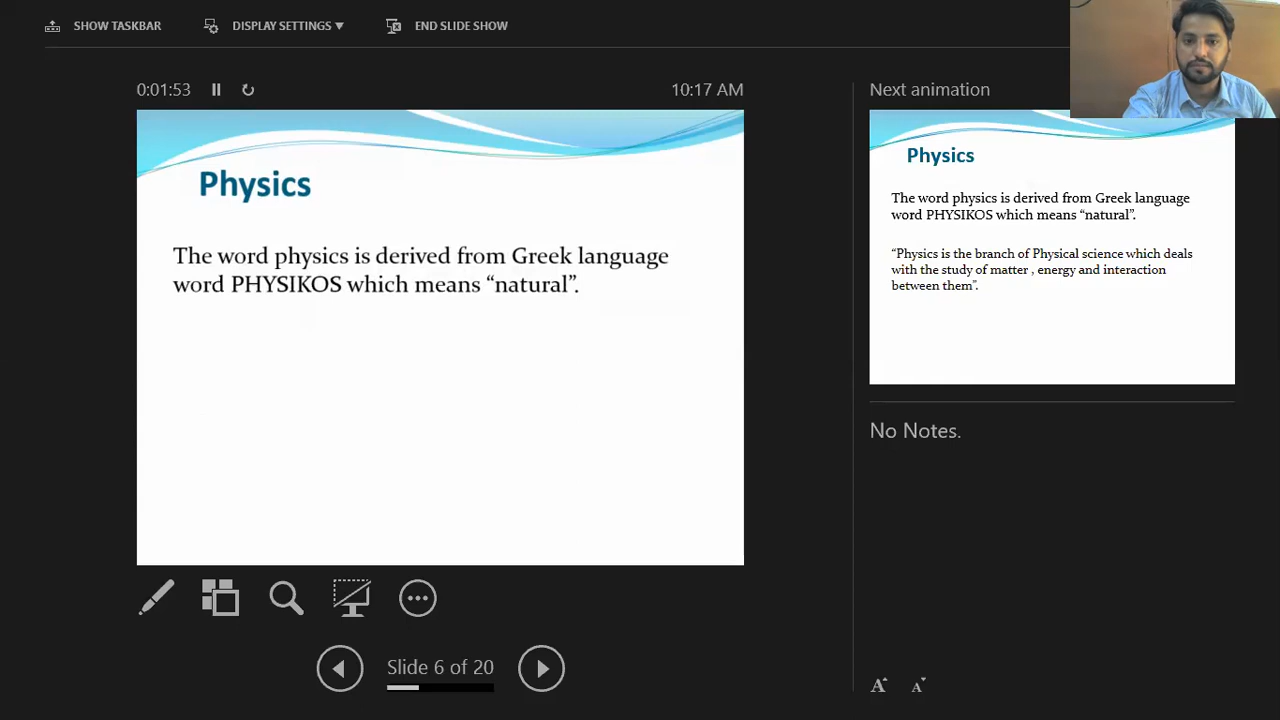 SHOW TASKBAR
DISPLAY SETTINGS ▼
END SLIDE SHOW
0:01:53
10:17 AM
Physics
The word physics is derived from Greek language
word PHYSIKOS which means “natural”.
Slide 6 of 20
Next animation
Physics
The word physics is derived from Greek language
word PHYSIKOS which means “natural”.
“Physics is the branch of Physical science which deals
with the study of matter , energy and interaction
between them”.
No Notes.
A
A